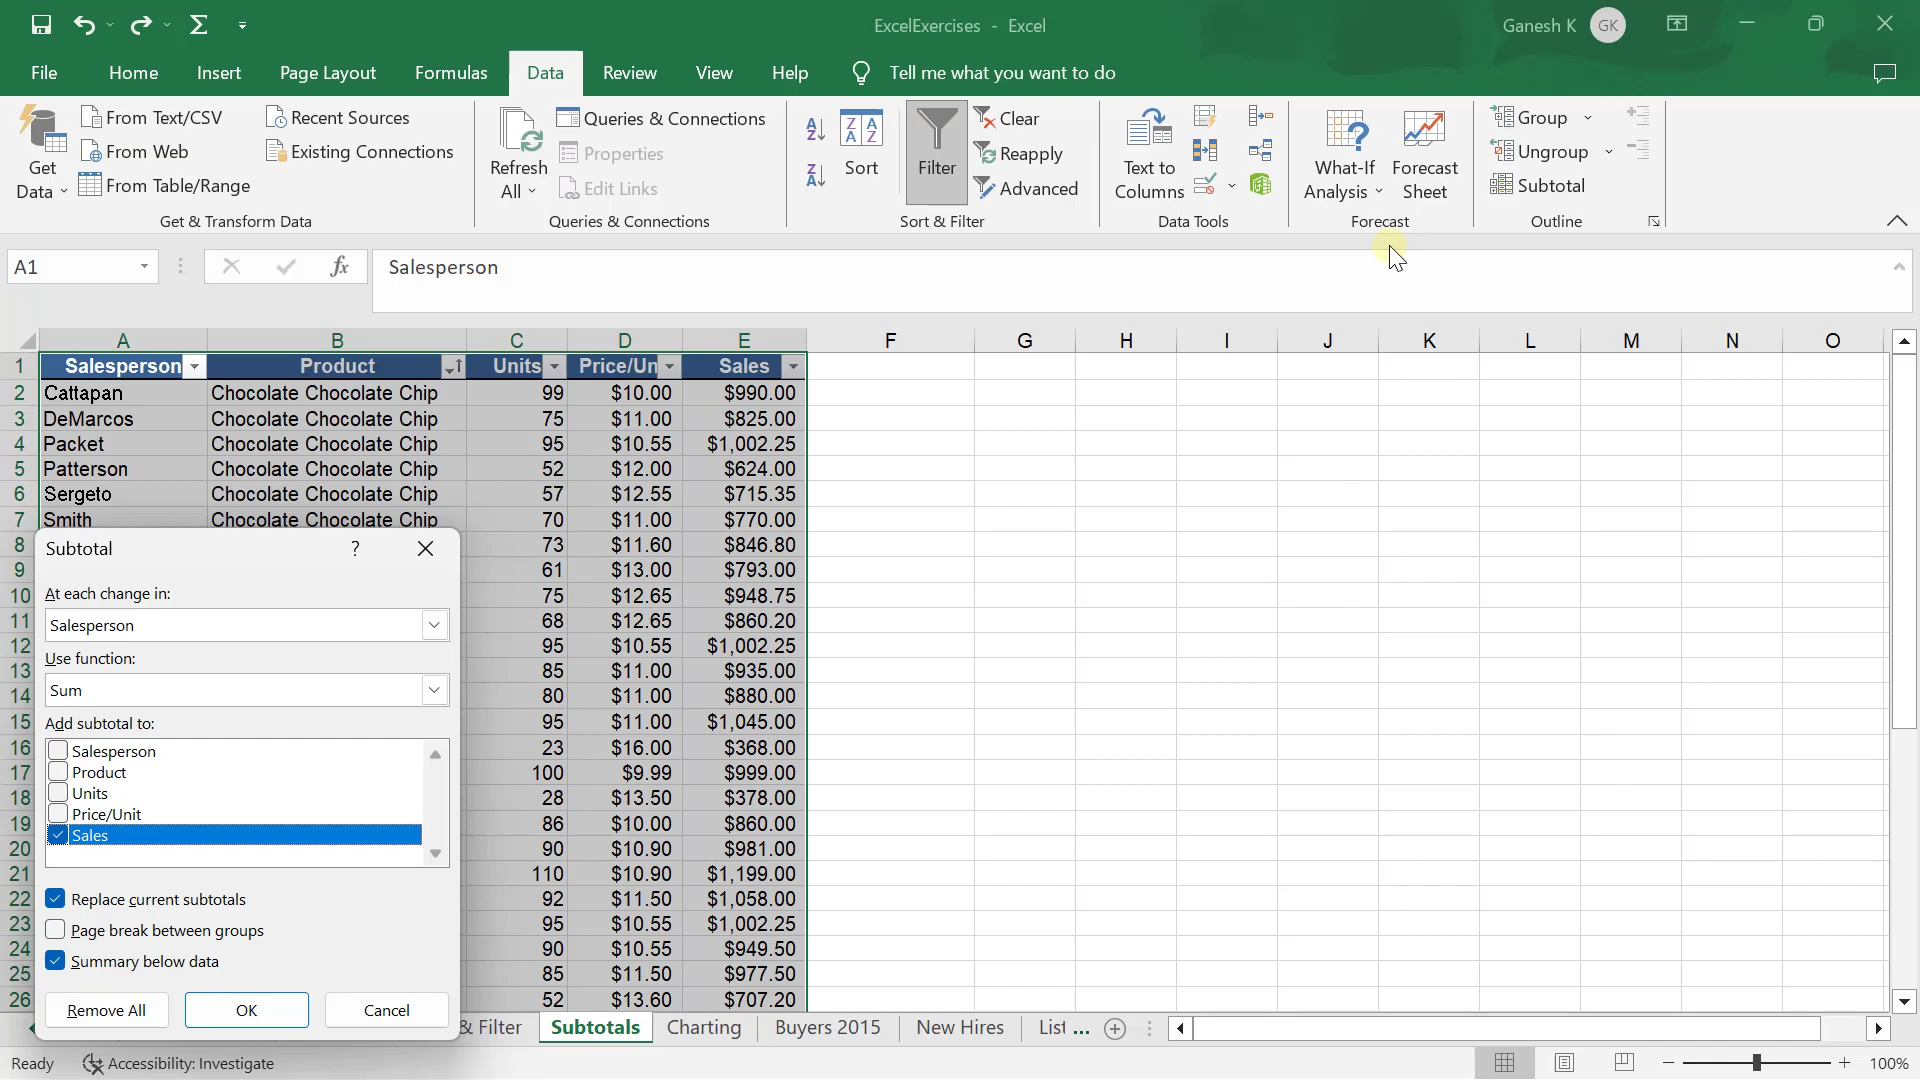 ExcelExercises - Excel
Ganesh K
GK
File
Home
Insert
Page Layout
Formulas
Data
Review
View
Help
Tell me what you want to do
Get
Data
From Text/CSV
From Web
From Table/Range
Recent Sources
Existing Connections
Get & Transform Data
Refresh
All
Queries & Connections
Properties
Edit Links
Queries & Connections
Sort
Filter
Clear
Reapply
Advanced
Sort & Filter
Text to
Columns
Data Tools
What-If
Analysis
Forecast
Sheet
Forecast
Group
Ungroup
Subtotal
Outline
A1
fx
Salesperson
A B C D E F G H I J K L M N O
1 Salesperson Product Units Price/Un Sales
2 Cattapan Chocolate Chocolate Chip 99 $10.00 $990.00
3 DeMarcos Chocolate Chocolate Chip 75 $11.00 $825.00
4 Packet Chocolate Chocolate Chip 95 $10.55 $1,002.25
5 Patterson Chocolate Chocolate Chip 52 $12.00 $624.00
6 Sergeto Chocolate Chocolate Chip 57 $12.55 $715.35
7 Smith Chocolate Chocolate Chip 70 $11.00 $770.00
8 73 $11.60 $846.80
9 61 $13.00 $793.00
10 75 $12.65 $948.75
11 68 $12.65 $860.20
12 95 $10.55 $1,002.25
13 85 $11.00 $935.00
14 80 $11.00 $880.00
15 95 $11.00 $1,045.00
16 23 $16.00 $368.00
17 100 $9.99 $999.00
18 28 $13.50 $378.00
19 86 $10.00 $860.00
20 90 $10.90 $981.00
21 110 $10.90 $1,199.00
22 92 $11.50 $1,058.00
23 95 $10.55 $1,002.25
24 90 $10.55 $949.50
25 85 $11.50 $977.50
26 52 $13.60 $707.20
Subtotal ?
At each change in:
Salesperson
Use function:
Sum
Add subtotal to:
Salesperson
Product
Units
Price/Unit
Sales
Replace current subtotals
Page break between groups
Summary below data
Remove All
OK
Cancel
& Filter
Subtotals
Charting
Buyers 2015
New Hires
List ...
Ready
Accessibility: Investigate
100%